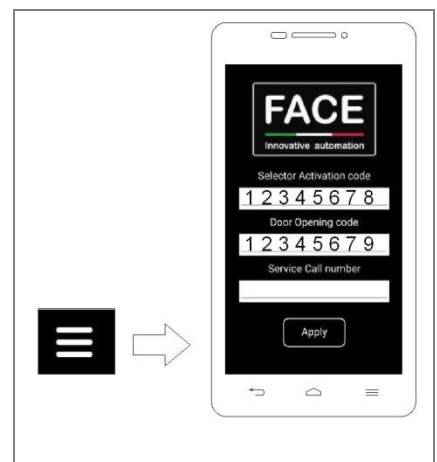 FACE
Innovative automation
Selector Activation code
12345678
Door Opening code
12345679
Service Call number
Apply